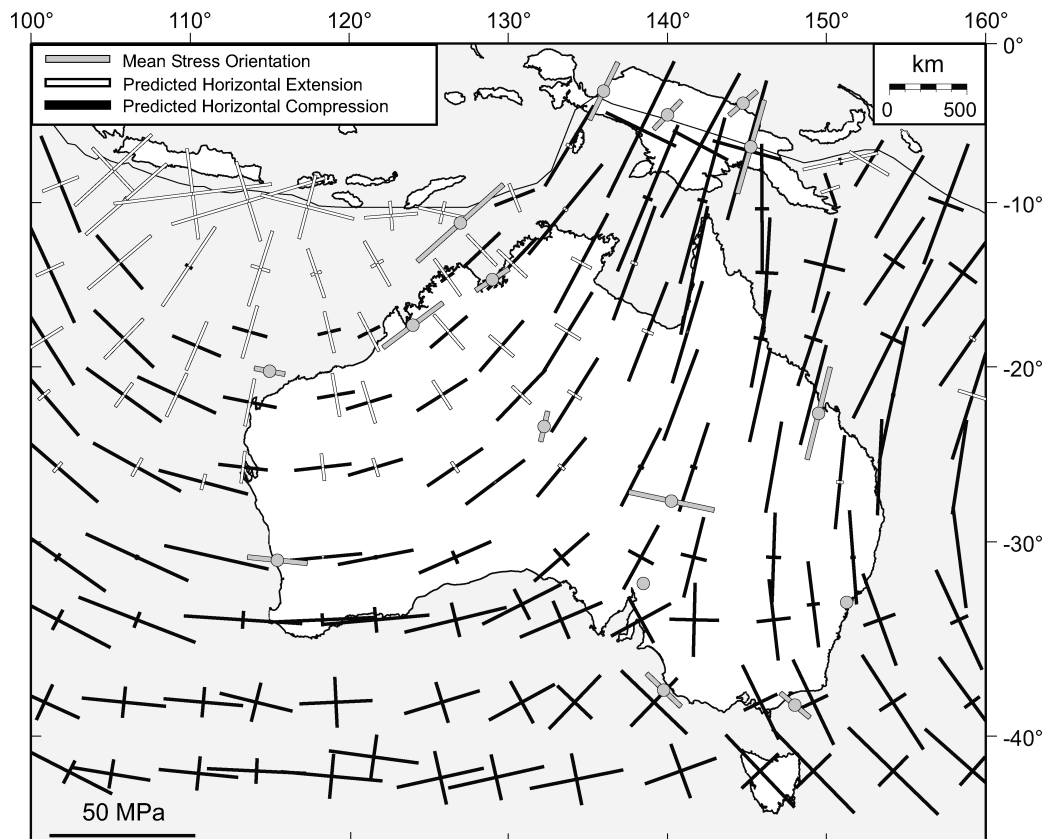 100° 110° 120° 130° 140° 150° 160°
Mean Stress Orientation
Predicted Horizontal Extension
Predicted Horizontal Compression
km
0 500
0°
-10°
-20°
-30°
-40°
50 MPa